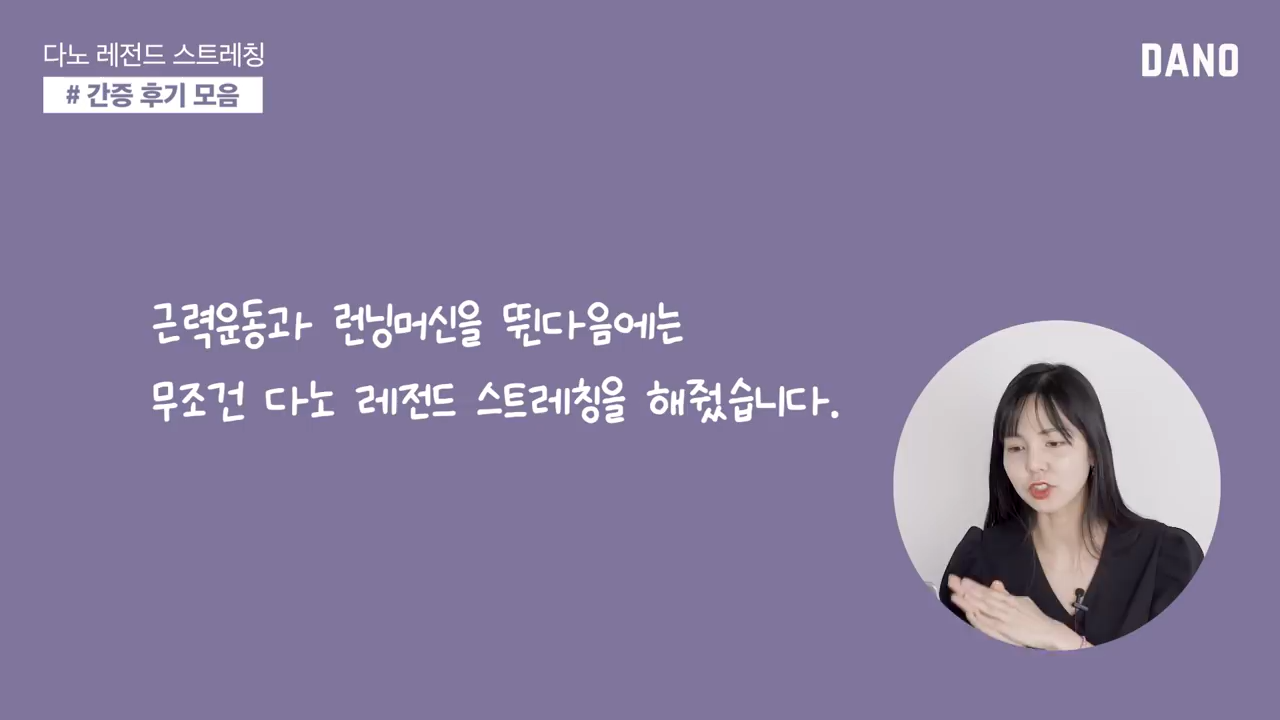 다노 레전드 스트레칭
# 간증 후기 모음
DANO
근력운동과 런닝머신을 뛴다음에는
무조건 다노 레전드 스트레칭을 해줬습니다.